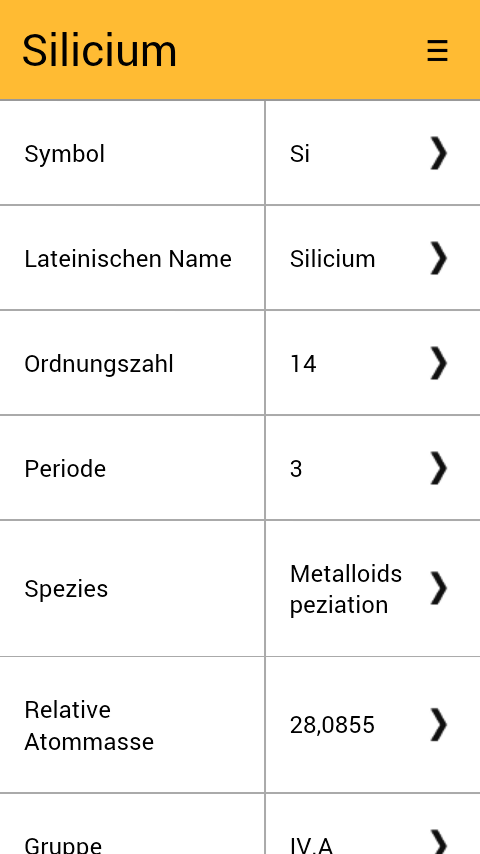 Silicium
Symbol Si
Lateinischen Name Silicium
Ordnungszahl 14
Periode 3
Spezies Metalloids
peziation
Relative
Atommasse 28,0855
Gruppe IV.A